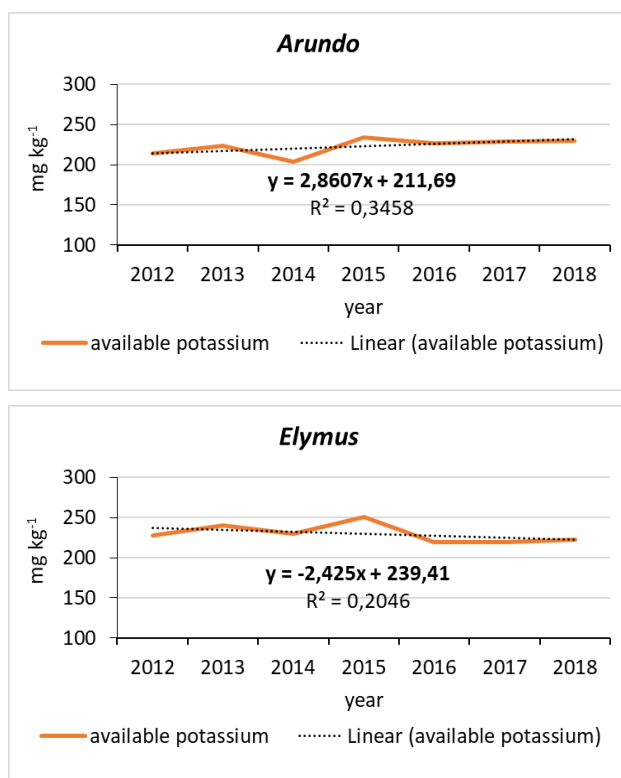 Arundo
300
250
200
150
100
mg kg⁻¹
y = 2,8607x + 211,69
R² = 0,3458
2012 2013 2014 2015 2016 2017 2018
year
available potassium Linear (available potassium)
Elymus
300
250
200
150
100
mg kg⁻¹
y = -2,425x + 239,41
R² = 0,2046
2012 2013 2014 2015 2016 2017 2018
year
available potassium Linear (available potassium)